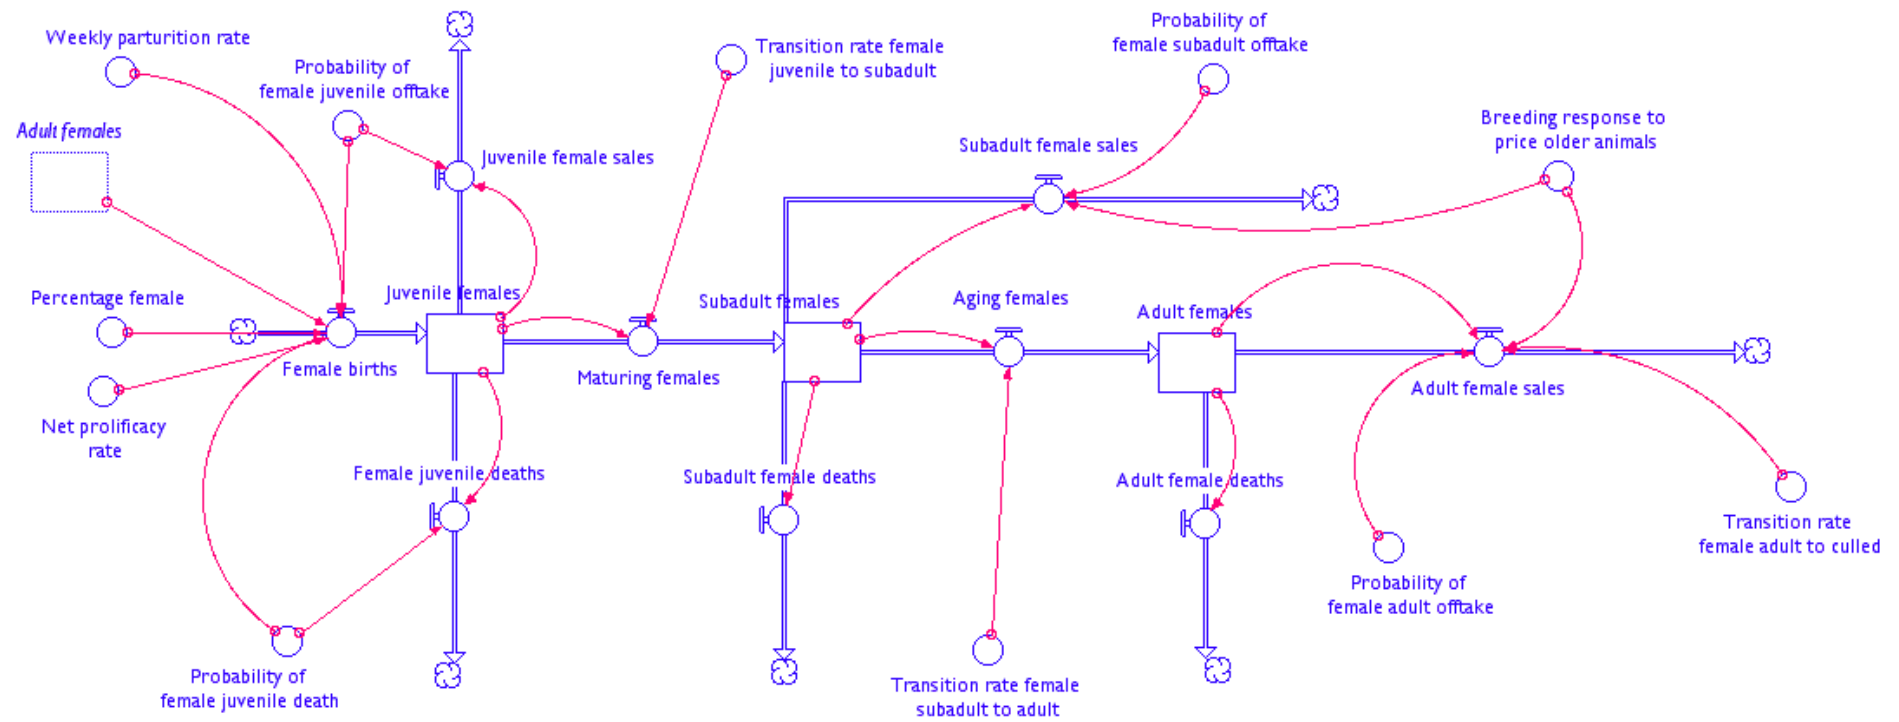 Weekly parturition rate
Probability of
female juvenile offtake
Transition rate female
juvenile to subadult
Probability of
female subadult offtake
Adult females
Juvenile female sales
Subadult female sales
Breeding response to
price older animals
Percentage female
Juvenile females
Subadult females
Aging females
Adult females
Female births
Maturing females
Adult female sales
Net prolificacy
rate
Female juvenile deaths
Subadult female deaths
Adult female deaths
Transition rate
female adult to culled
Probability of
female adult offtake
Probability of
female juvenile death
Transition rate female
subadult to adult